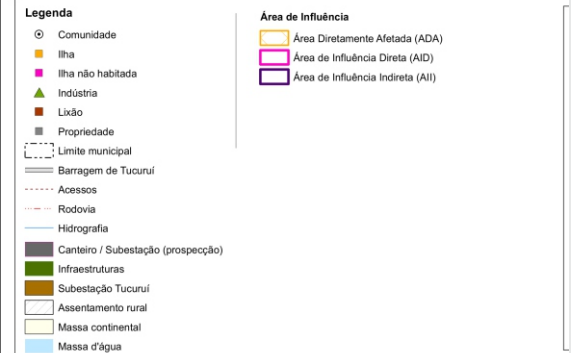 Legenda
Comunidade
Ilha
Ilha não habitada
Indústria
Lixão
Propriedade
Limite municipal
Barragem de Tucuruí
Acessos
Rodovia
Hidrografia
Canteiro / Subestação (prospecção)
Infraestruturas
Subestação Tucuruí
Assentamento rural
Massa continental
Massa d'água
Área de Influência
Área Diretamente Afetada (ADA)
Área de Influência Direta (AID)
Área de Influência Indireta (AII)